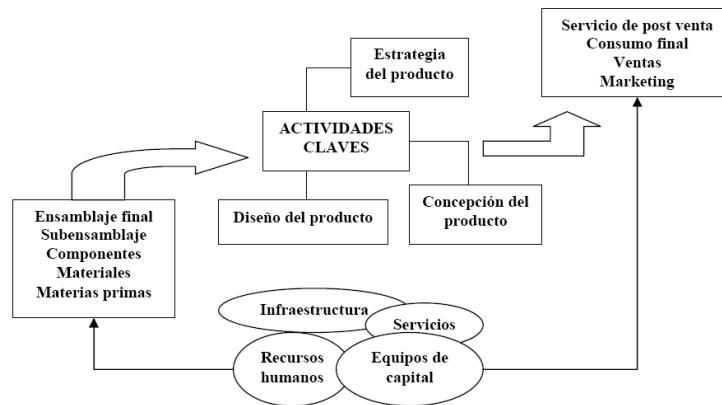 Servicio de post venta
Consumo final
Ventas
Marketing
Estrategia
del producto
ACTIVIDADES
CLAVES
Diseño del producto
Concepción del
producto
Ensamblaje final
Subensamblaje
Componentes
Materiales
Materias primas
Infraestructura
Servicios
Recursos
humanos
Equipos de
capital